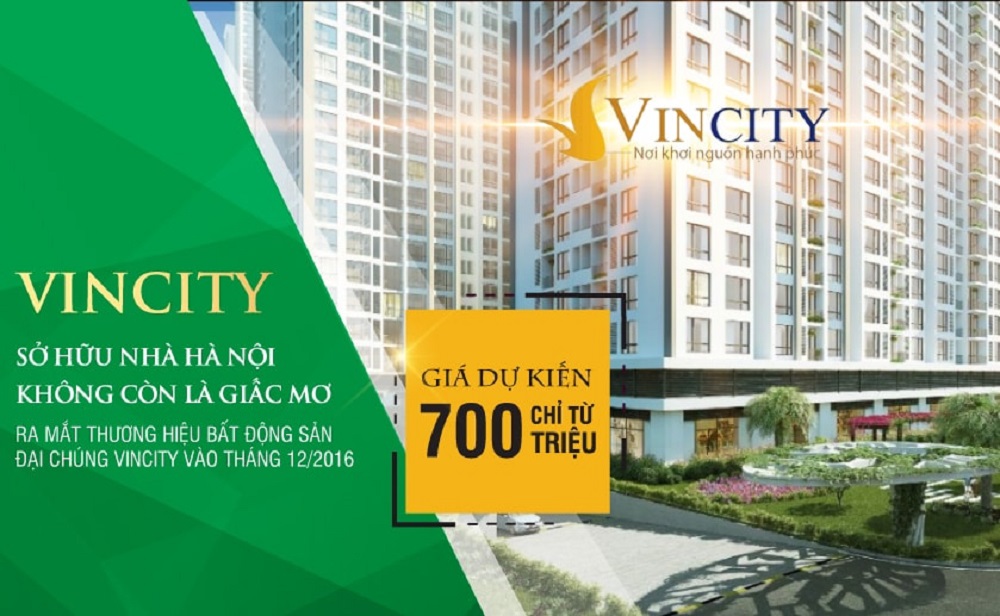 VINCITY
Nơi khơi nguồn hạnh phúc
VINCITY
SỞ HỮU NHÀ HÀ NỘI
KHÔNG CÒN LÀ GIẤC MƠ
RA MẮT THƯƠNG HIỆU BẤT ĐỘNG SẢN
ĐẠI CHÚNG VINCITY VÀO THÁNG 12/2016
GIÁ DỰ KIẾN
CHỈ TỪ
700 TRIỆU